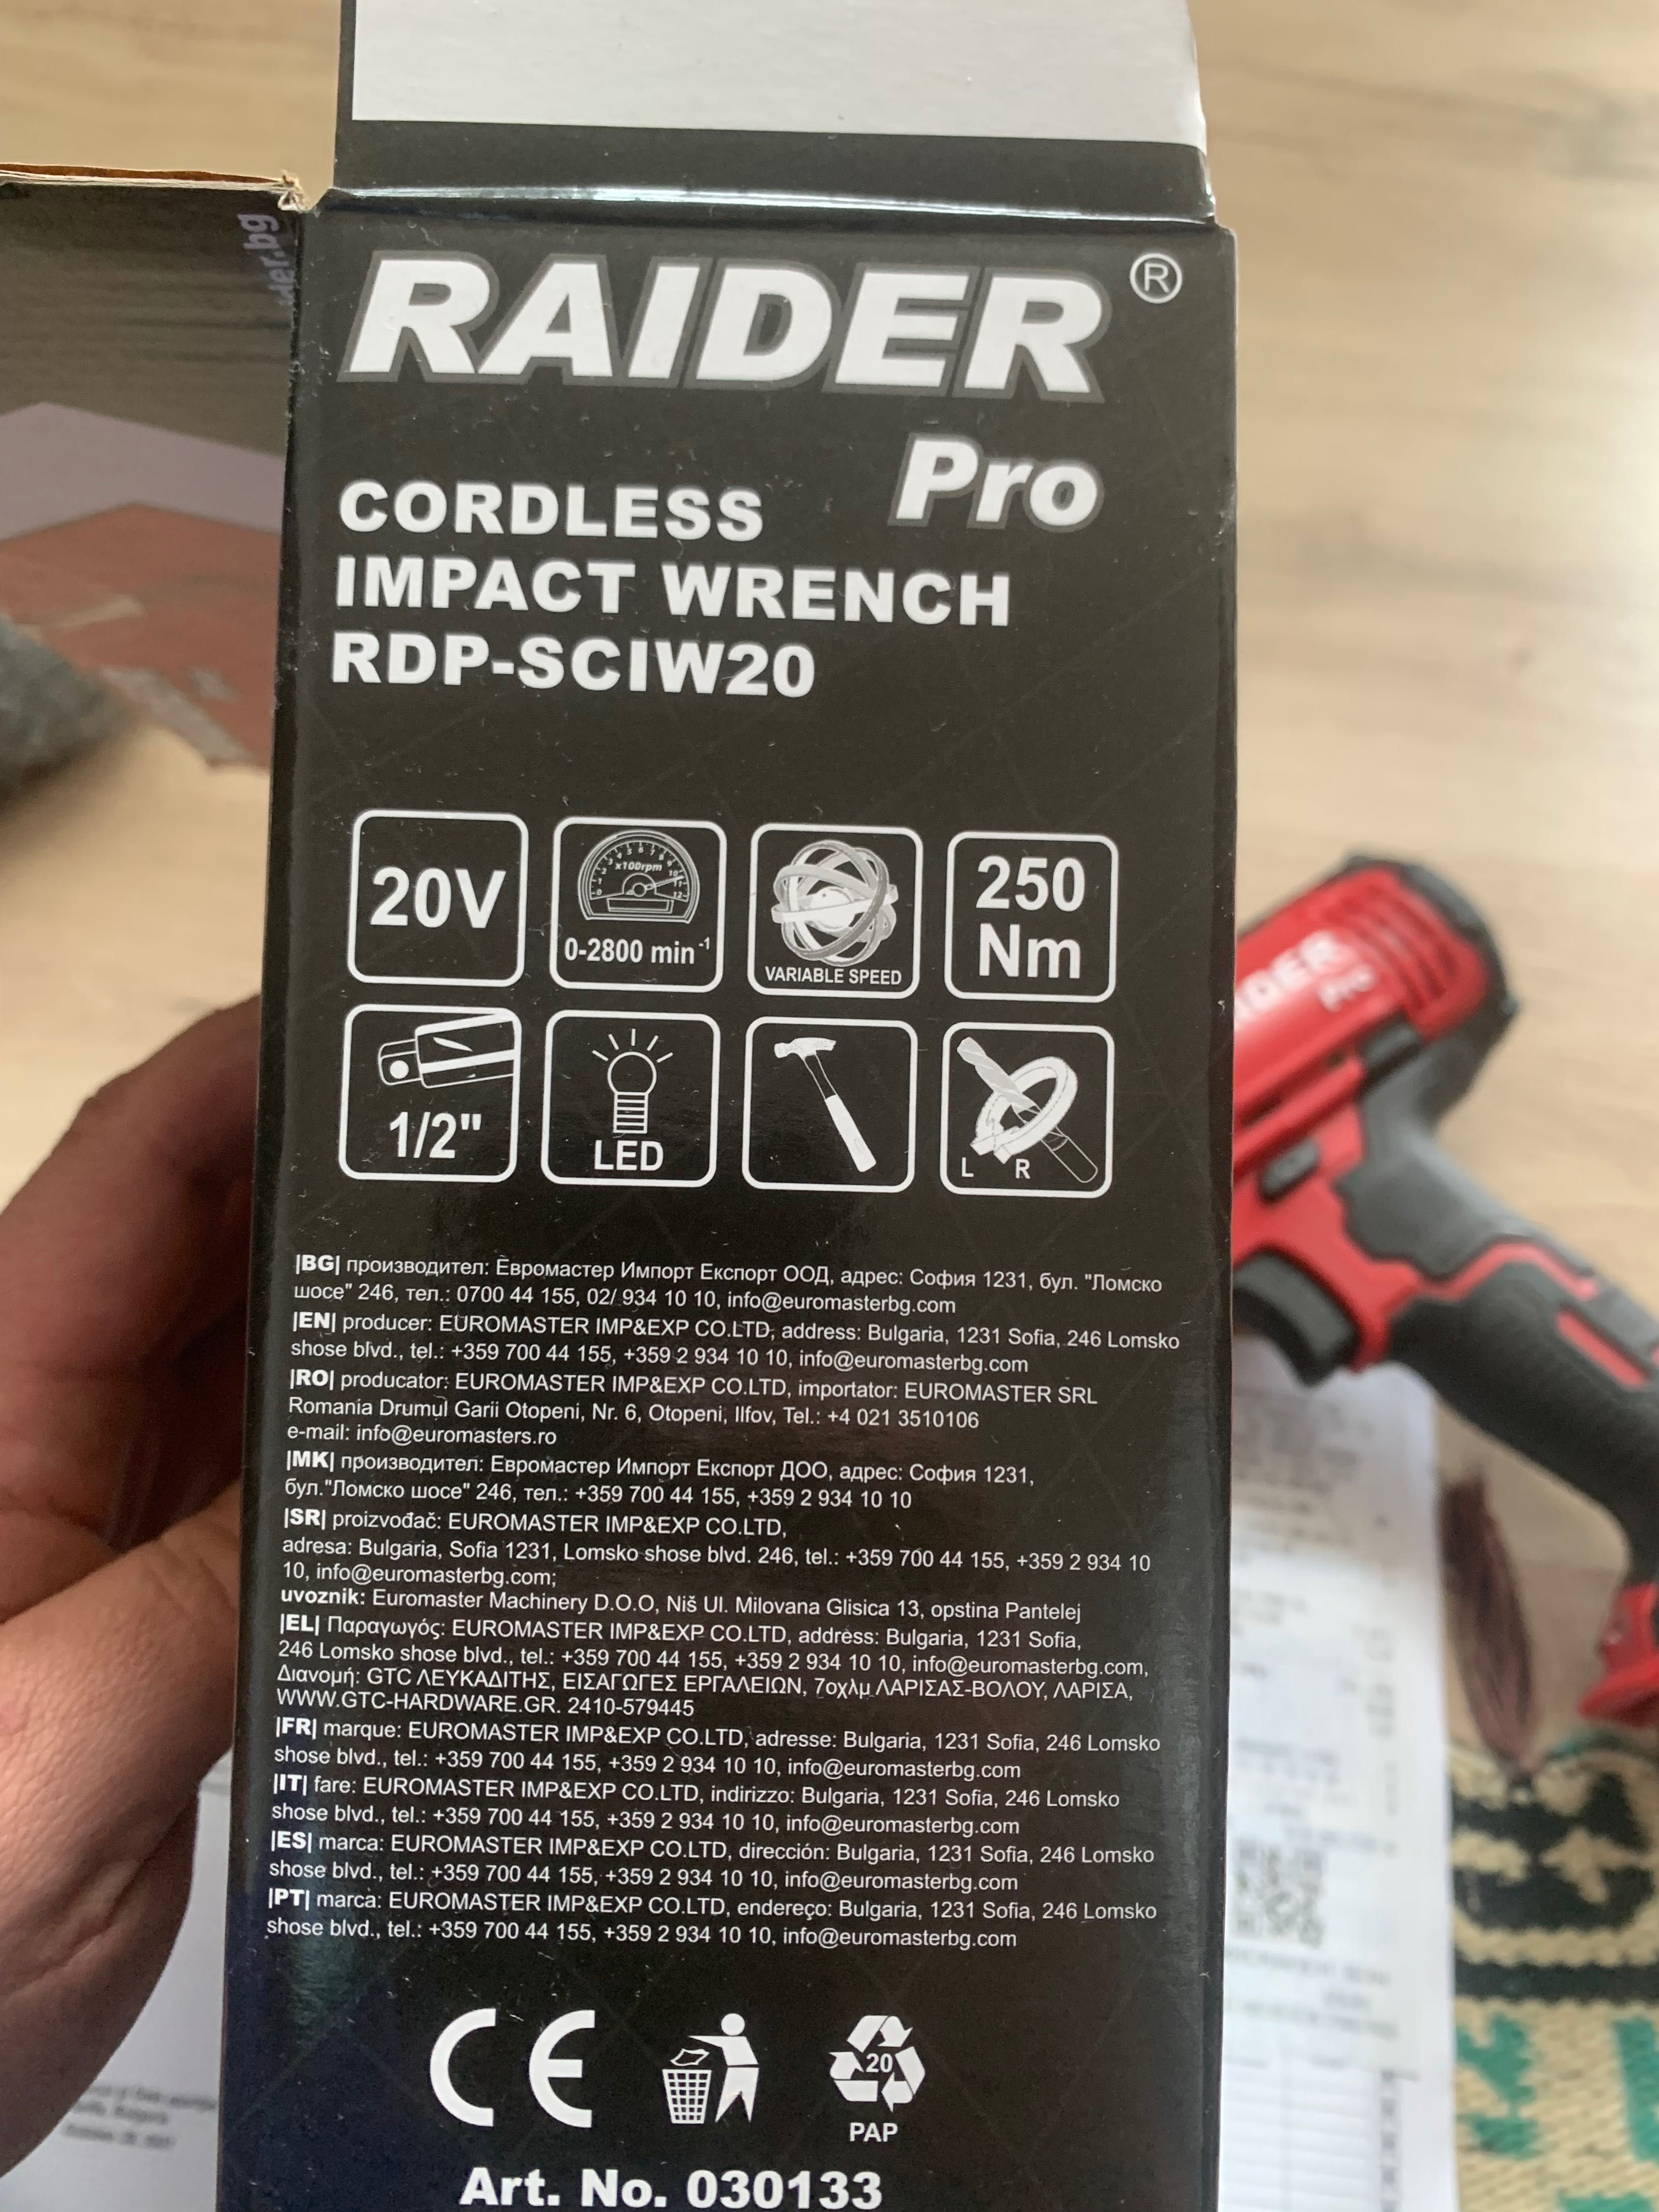 der.bg
RAIDER®
Pro
CORDLESS
IMPACT WRENCH
RDP-SCIW20
20V
x100rpm
0-2800 min⁻¹
VARIABLE SPEED
250
Nm
1/2"
LED
L R
|BG| производител: Евромастер Импорт Експорт ООД, адрес: София 1231, бул. "Ломско
шосе" 246, тел.: 0700 44 155, 02/ 934 10 10, info@euromasterbg.com
|EN| producer: EUROMASTER IMP&EXP CO.LTD, address: Bulgaria, 1231 Sofia, 246 Lomsko
shose blvd., tel.: +359 700 44 155, +359 2 934 10 10, info@euromasterbg.com
|RO| producator: EUROMASTER IMP&EXP CO.LTD, importator: EUROMASTER SRL
Romania Drumul Garii Otopeni, Nr. 6, Otopeni, Ilfov, Tel.: +4 021 3510106
e-mail: info@euromasters.ro
|MK| производител: Евромастер Импорт Експорт ДОО, адрес: София 1231,
бул."Ломско шосе" 246, тел.: +359 700 44 155, +359 2 934 10 10
|SR| proizvođač: EUROMASTER IMP&EXP CO.LTD,
adresa: Bulgaria, Sofia 1231, Lomsko shose blvd. 246, tel.: +359 700 44 155, +359 2 934 10
10, info@euromasterbg.com;
uvoznik: Euromaster Machinery D.O.O, Niš Ul. Milovana Glisica 13, opstina Pantelej
|EL| Παραγωγός: EUROMASTER IMP&EXP CO.LTD, address: Bulgaria, 1231 Sofia,
246 Lomsko shose blvd., tel.: +359 700 44 155, +359 2 934 10 10, info@euromasterbg.com,
Διανομή: GTC ΛΕΥΚΑΔΙΤΗΣ, ΕΙΣΑΓΩΓΕΣ ΕΡΓΑΛΕΙΩΝ, 7οχλμ ΛΑΡΙΣΑΣ-ΒΟΛΟΥ, ΛΑΡΙΣΑ,
WWW.GTC-HARDWARE.GR. 2410-579445
|FR| marque: EUROMASTER IMP&EXP CO.LTD, adresse: Bulgaria, 1231 Sofia, 246 Lomsko
shose blvd., tel.: +359 700 44 155, +359 2 934 10 10, info@euromasterbg.com
|IT| fare: EUROMASTER IMP&EXP CO.LTD, indirizzo: Bulgaria, 1231 Sofia, 246 Lomsko
shose blvd., tel.: +359 700 44 155, +359 2 934 10 10, info@euromasterbg.com
|ES| marca: EUROMASTER IMP&EXP CO.LTD, dirección: Bulgaria, 1231 Sofia, 246 Lomsko
shose blvd., tel.: +359 700 44 155, +359 2 934 10 10, info@euromasterbg.com
|PT| marca: EUROMASTER IMP&EXP CO.LTD, endereço: Bulgaria, 1231 Sofia, 246 Lomsko
shose blvd., tel.: +359 700 44 155, +359 2 934 10 10, info@euromasterbg.com
CE
20
PAP
Art. No. 030133